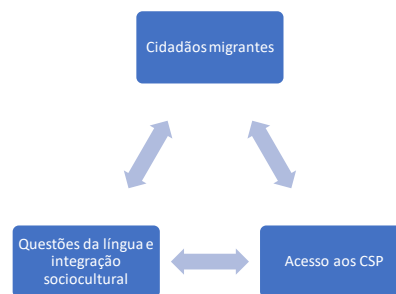 Cidadãos migrantes
Questões da língua e
integração
sociocultural
Acesso aos CSP